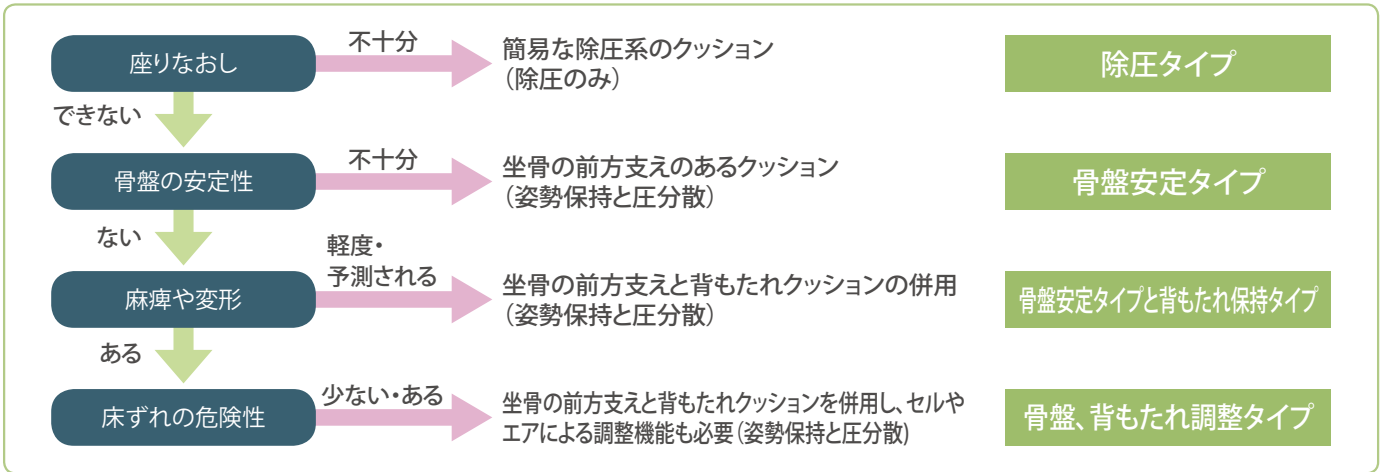 座りなおし
不十分
簡易な除圧系のクッション
（除圧のみ）
除圧タイプ
できない
骨盤の安定性
不十分
坐骨の前方支えのあるクッション
（姿勢保持と圧分散）
骨盤安定タイプ
ない
麻痺や変形
軽度・
予測される
坐骨の前方支えと背もたれクッションの併用
（姿勢保持と圧分散）
骨盤安定タイプと背もたれ保持タイプ
ある
床ずれの危険性
少ない・ある
坐骨の前方支えと背もたれクッションを併用し、セルや
エアによる調整機能も必要（姿勢保持と圧分散)
骨盤、背もたれ調整タイプ